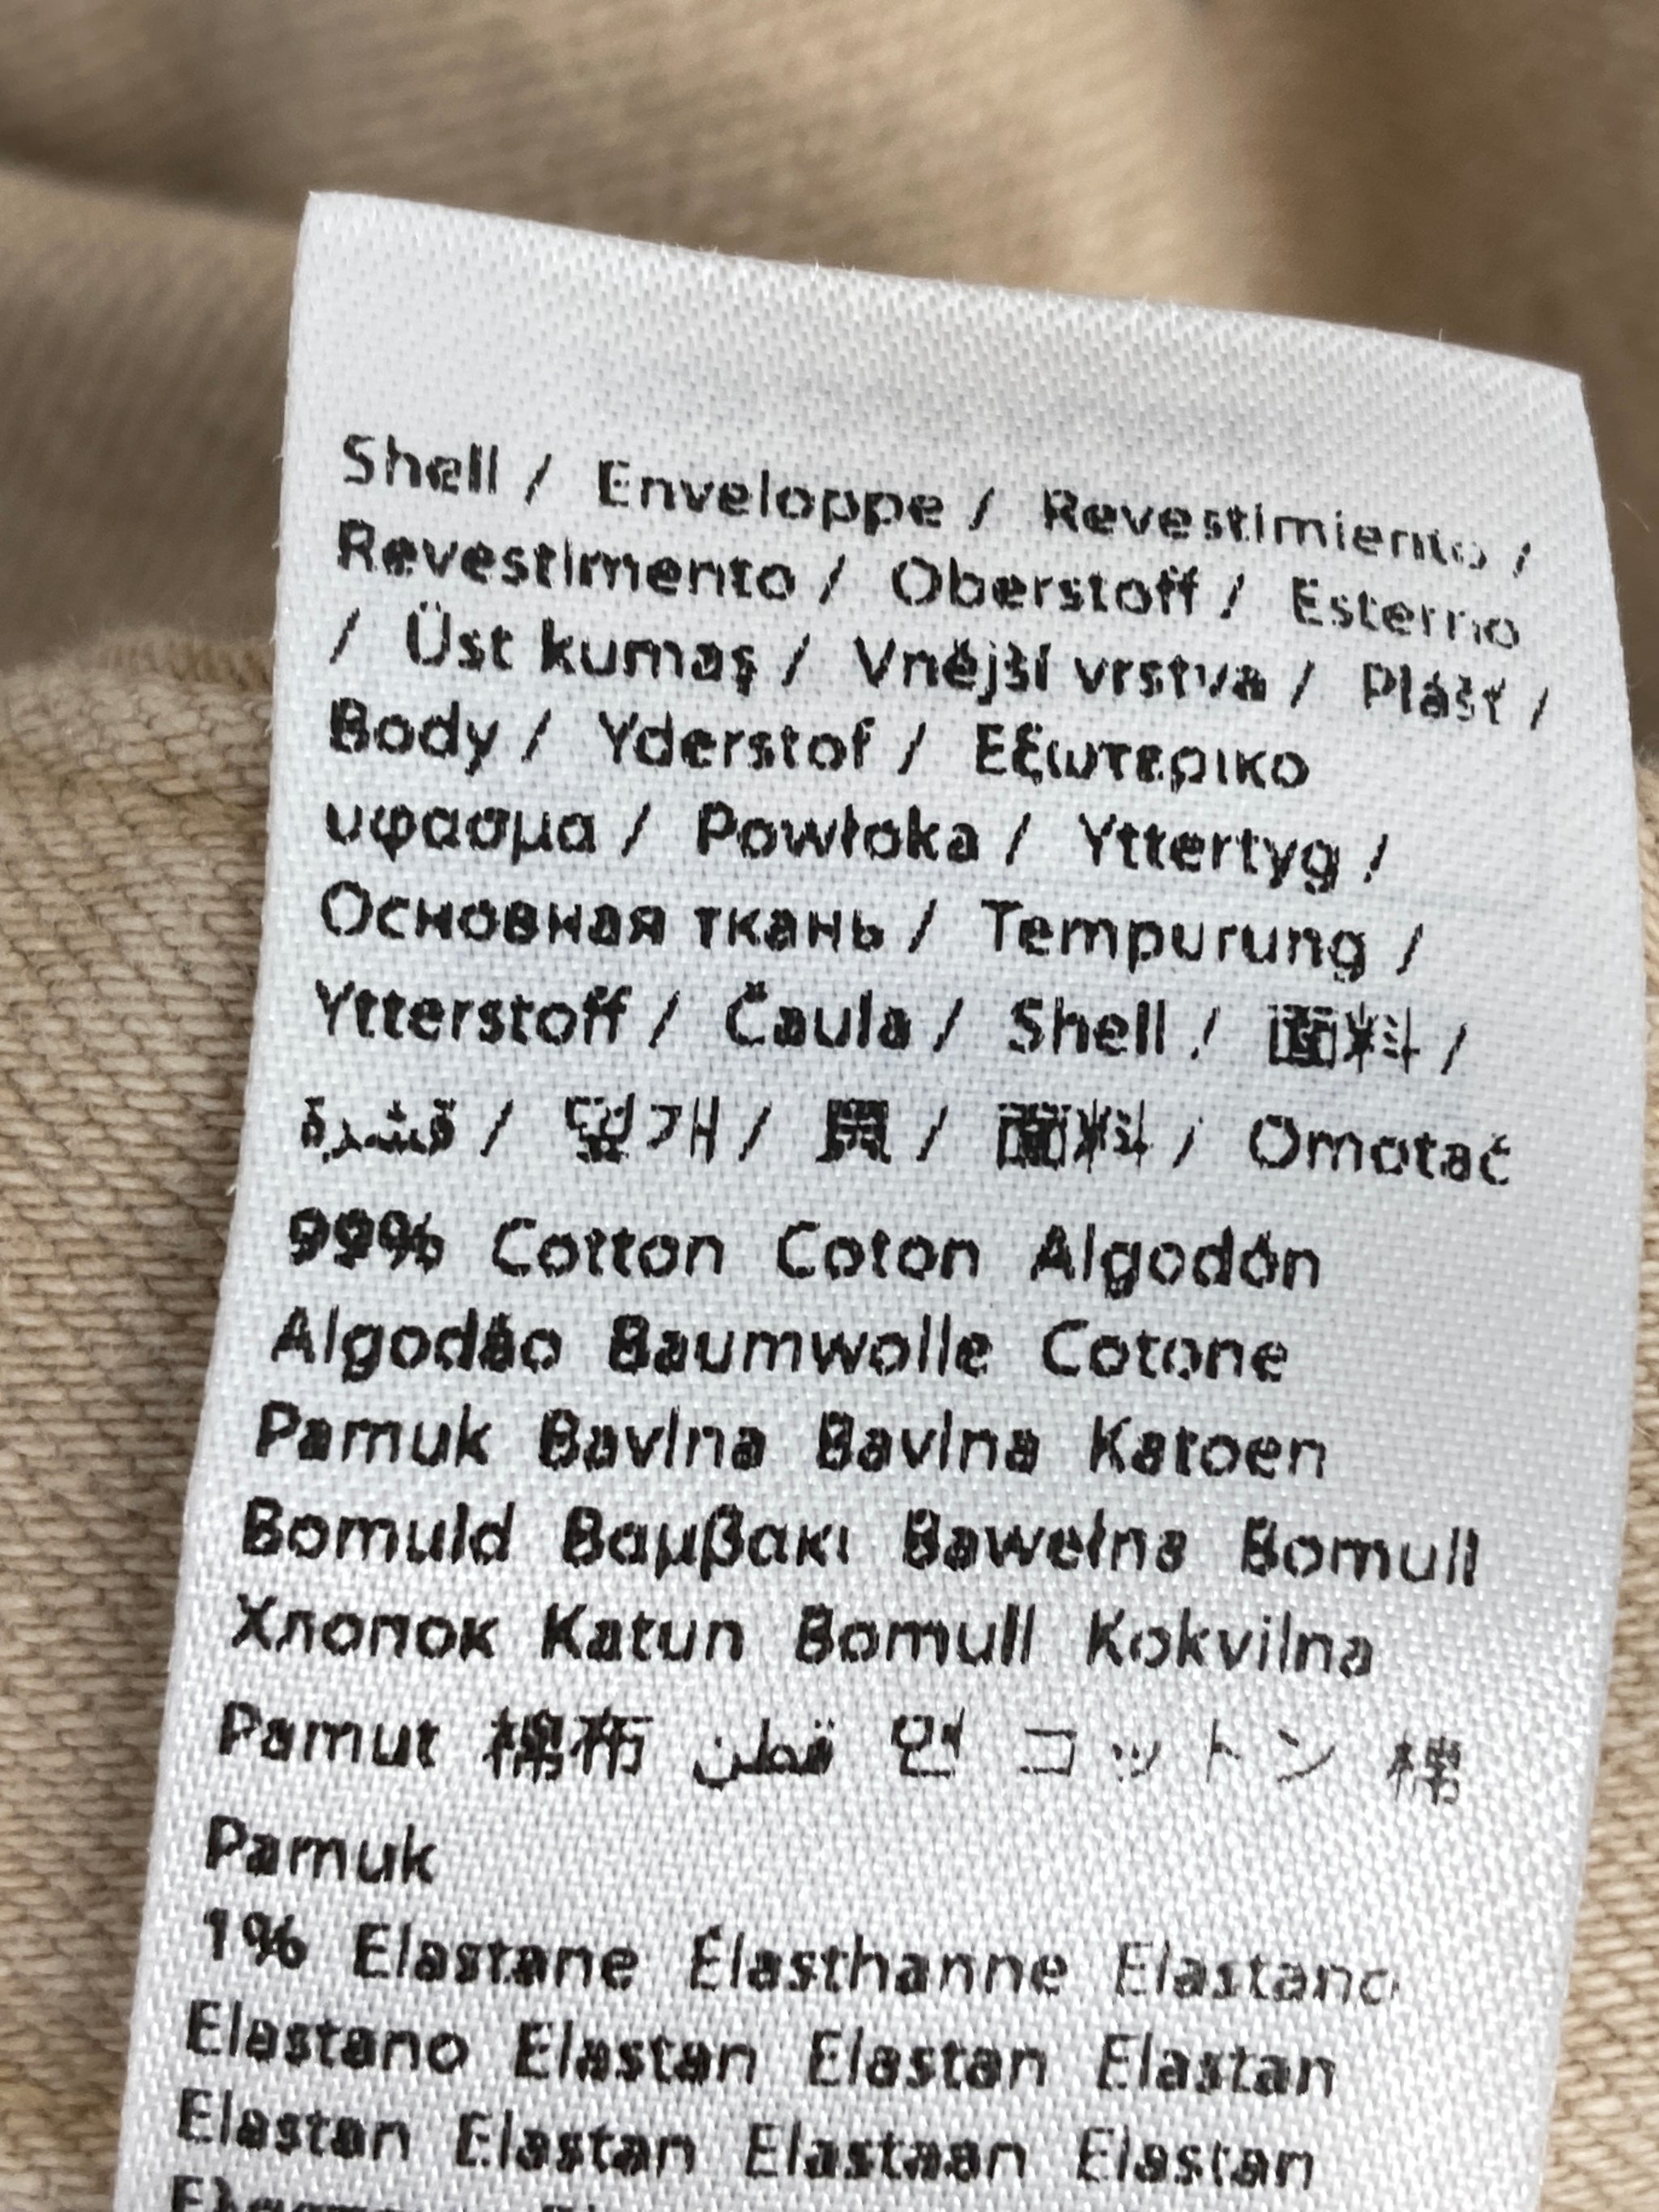 Shell / Enveloppe / Revestimiento /
Revestimento / Oberstoff / Esterno
/ Üst kumaş / Vnější vrstva / Plášť /
Body / Yderstof / Εξωτερικο
υφασμα / Powłoka / Yttertyg /
Основная ткань / Tempurung /
Ytterstoff / Čaula / Shell / 面料 /
قشرة / 덮개 / / 面料 / Omotač
99% Cotton Coton Algodón
Algodão Baumwolle Cotone
Pamuk Bavlna Bavlna Katoen
Bomuld Βαμβακι Bawełna Bomull
Хлопок Katun Bomull Kokvilna
Pamut 棉布 قطن 면 コットン 棉
Pamuk
1% Elastane Élasthanne Elastano
Elastano Elastan Elastan Elastan
Elastan Elastan Elastaan Elastan